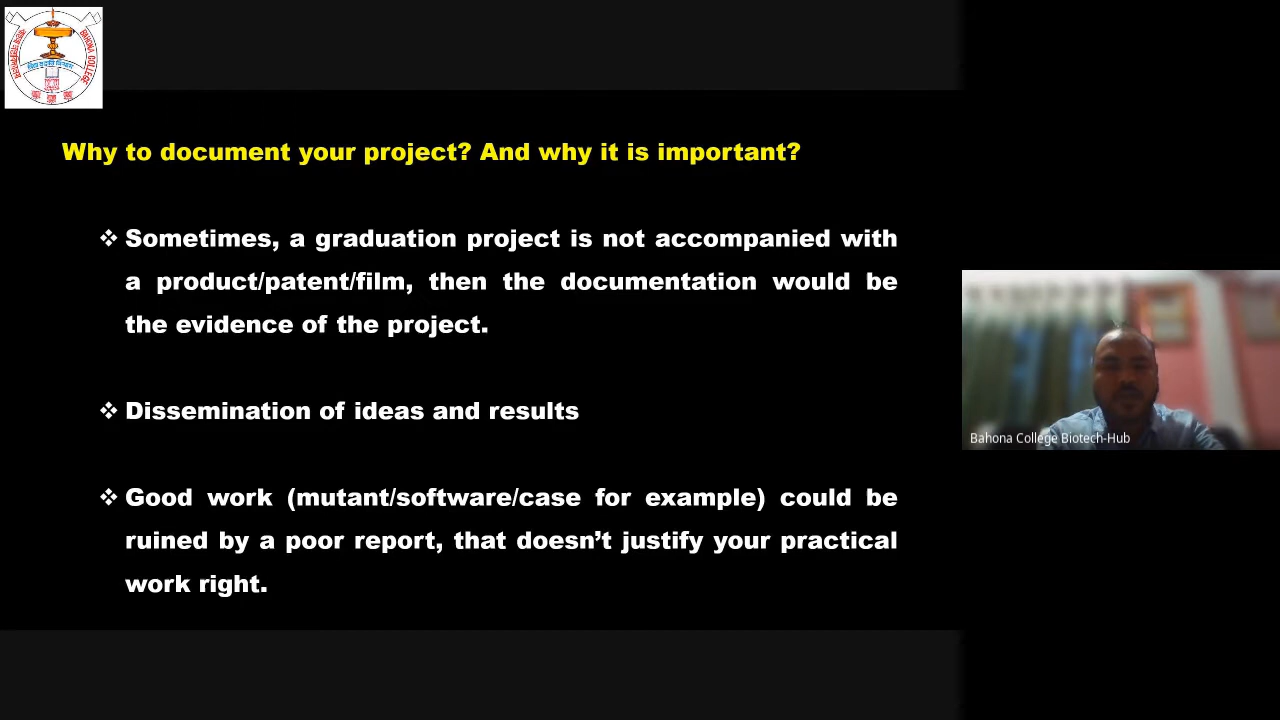 BAHONA COLLEGE
Why to document your project? And why it is important?
❖ Sometimes, a graduation project is not accompanied with
a product/patent/film, then the documentation would be
the evidence of the project.
❖ Dissemination of ideas and results
❖ Good work (mutant/software/case for example) could be
ruined by a poor report, that doesn’t justify your practical
work right.
Bahona College Biotech-Hub